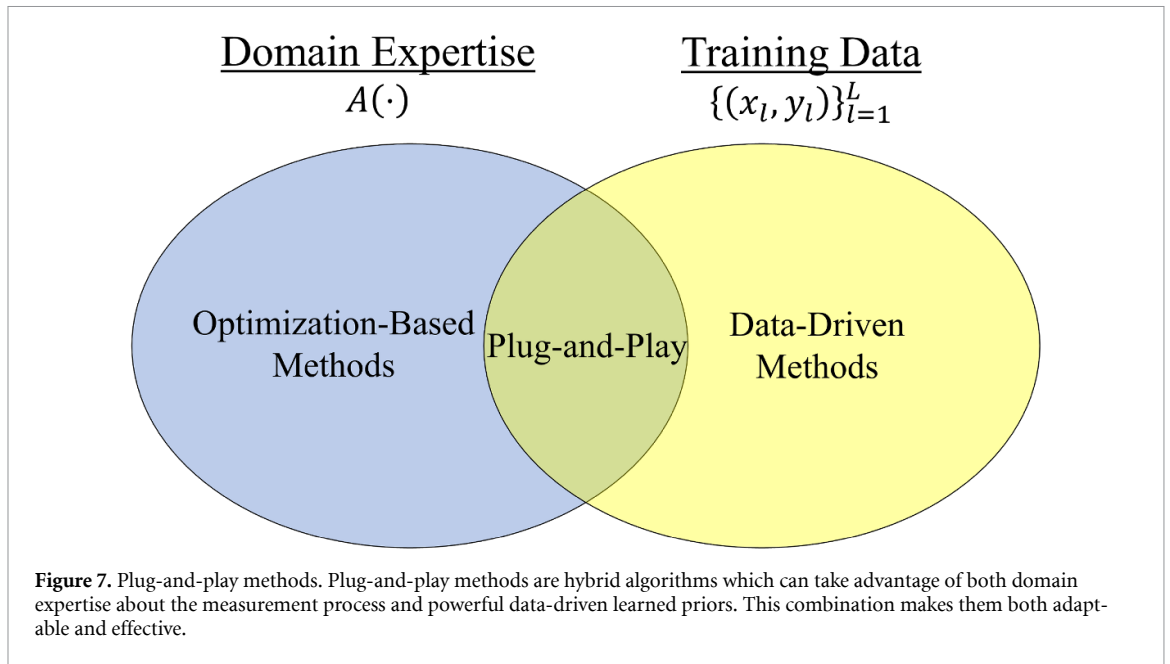 Domain Expertise
A(·)
Training Data
{(x_l, y_l)}_{l=1}^L
Optimization-Based
Methods
Plug-and-Play
Data-Driven
Methods
Figure 7. Plug-and-play methods. Plug-and-play methods are hybrid algorithms which can take advantage of both domain
expertise about the measurement process and powerful data-driven learned priors. This combination makes them both adapt-
able and effective.